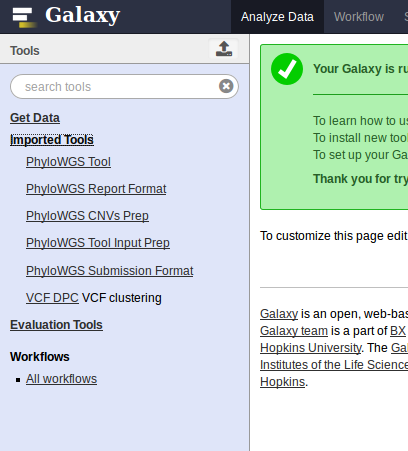 Galaxy
Analyze Data Workflow S
Tools
search tools
Get Data
Imported Tools
PhyloWGS Tool
PhyloWGS Report Format
PhyloWGS CNVs Prep
PhyloWGS Tool Input Prep
PhyloWGS Submission Format
VCF DPC VCF clustering
Evaluation Tools
Workflows
All workflows
Your Galaxy is ru
To learn how to us
To install new tool
To set up your Ga
Thank you for try
To customize this page edit
Galaxy is an open, web-bas
Galaxy team is a part of BX
Hopkins University. The Gal
Institutes of the Life Science
Hopkins.